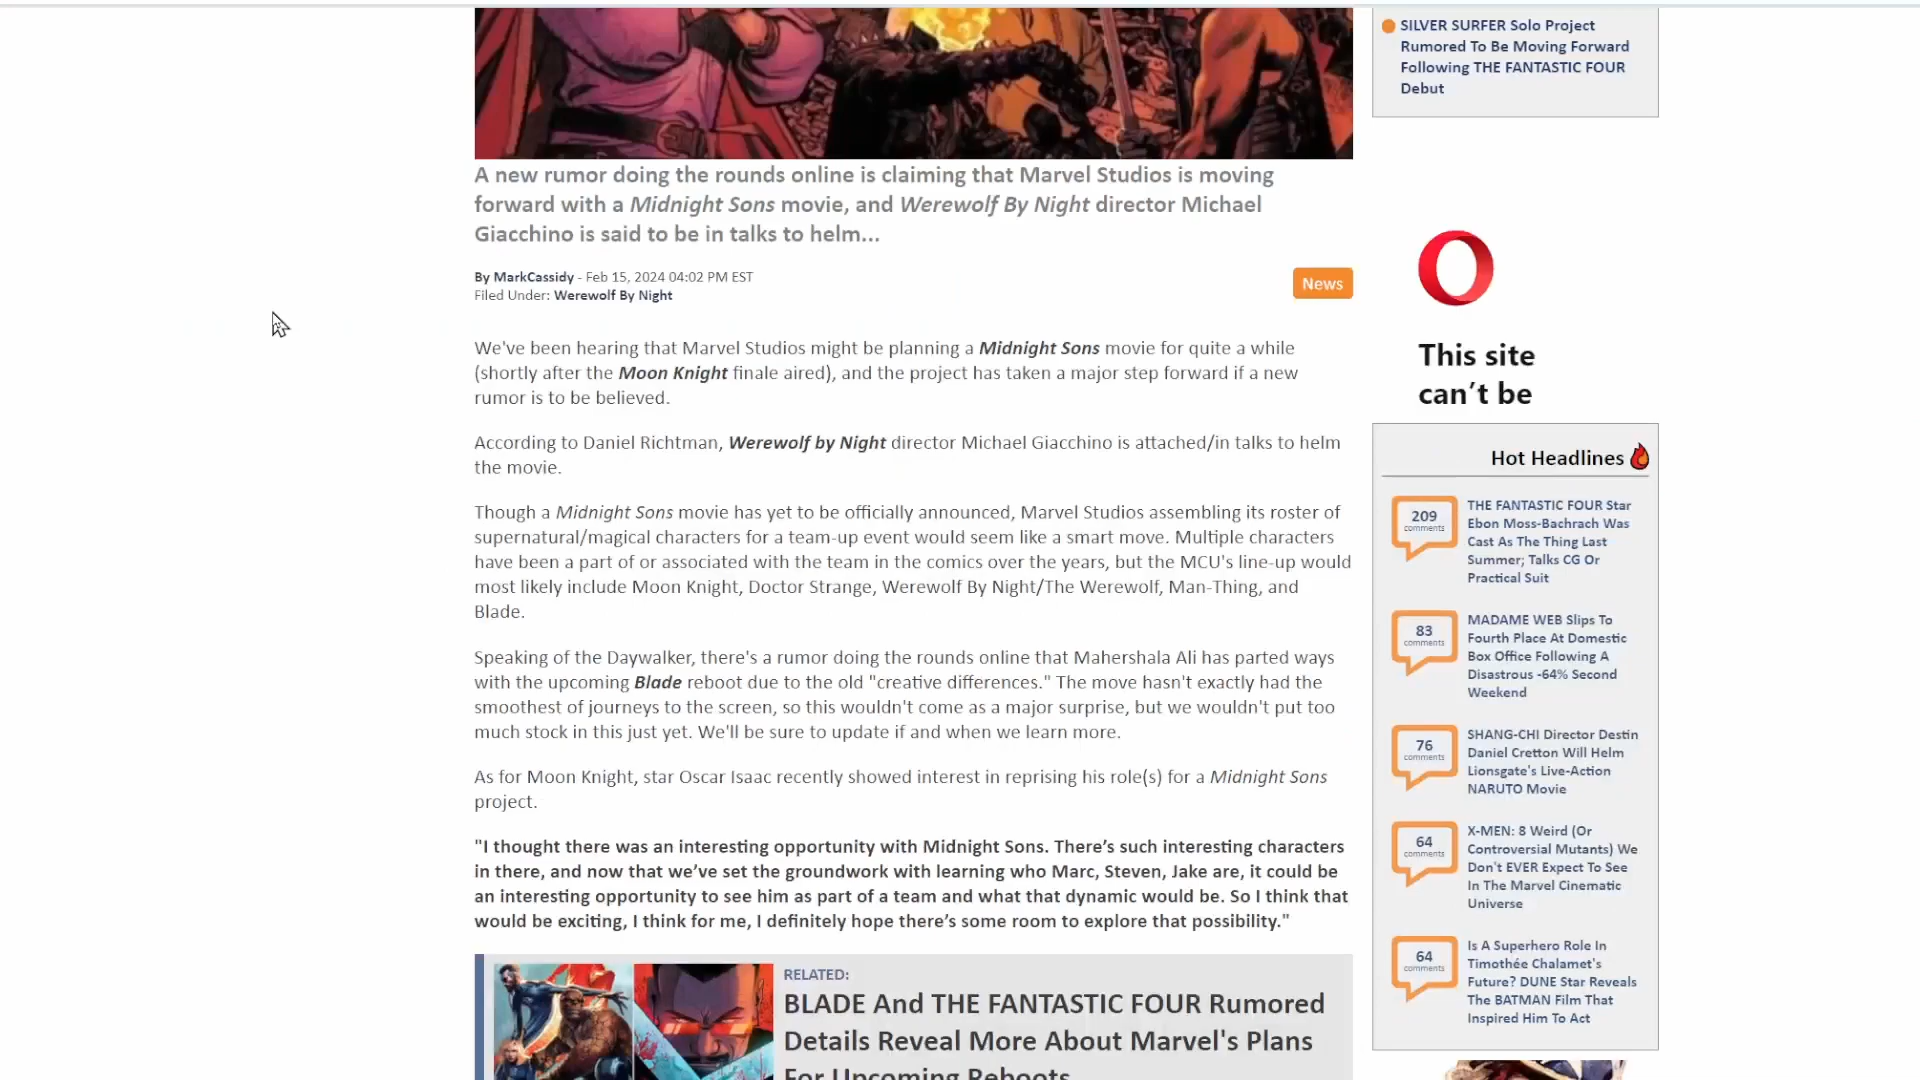 SILVER SURFER Solo Project
Rumored To Be Moving Forward
Following THE FANTASTIC FOUR
Debut
A new rumor doing the rounds online is claiming that Marvel Studios is moving
forward with a Midnight Sons movie, and Werewolf By Night director Michael
Giacchino is said to be in talks to helm...
By MarkCassidy - Feb 15, 2024 04:02 PM EST
Filed Under: Werewolf By Night
News
We've been hearing that Marvel Studios might be planning a Midnight Sons movie for quite a while
(shortly after the Moon Knight finale aired), and the project has taken a major step forward if a new
rumor is to be believed.
According to Daniel Richtman, Werewolf by Night director Michael Giacchino is attached/in talks to helm
the movie.
Though a Midnight Sons movie has yet to be officially announced, Marvel Studios assembling its roster of
supernatural/magical characters for a team-up event would seem like a smart move. Multiple characters
have been a part of or associated with the team in the comics over the years, but the MCU's line-up would
most likely include Moon Knight, Doctor Strange, Werewolf By Night/The Werewolf, Man-Thing, and
Blade.
Speaking of the Daywalker, there's a rumor doing the rounds online that Mahershala Ali has parted ways
with the upcoming Blade reboot due to the old "creative differences." The move hasn't exactly had the
smoothest of journeys to the screen, so this wouldn't come as a major surprise, but we wouldn't put too
much stock in this just yet. We'll be sure to update if and when we learn more.
As for Moon Knight, star Oscar Isaac recently showed interest in reprising his role(s) for a Midnight Sons
project.
"I thought there was an interesting opportunity with Midnight Sons. There's such interesting characters
in there, and now that we've set the groundwork with learning who Marc, Steven, Jake are, it could be
an interesting opportunity to see him as part of a team and what that dynamic would be. So I think that
would be exciting, I think for me, I definitely hope there's some room to explore that possibility."
RELATED:
BLADE And THE FANTASTIC FOUR Rumored
Details Reveal More About Marvel's Plans
For Upcoming Reboots
This site
can't be
Hot Headlines
209
comments
THE FANTASTIC FOUR Star
Ebon Moss-Bachrach Was
Cast As The Thing Last
Summer; Talks CG Or
Practical Suit
83
comments
MADAME WEB Slips To
Fourth Place At Domestic
Box Office Following A
Disastrous -64% Second
Weekend
76
comments
SHANG-CHI Director Destin
Daniel Cretton Will Helm
Lionsgate's Live-Action
NARUTO Movie
64
comments
X-MEN: 8 Weird (Or
Controversial Mutants) We
Don't EVER Expect To See
In The Marvel Cinematic
Universe
64
comments
Is A Superhero Role In
Timothée Chalamet's
Future? DUNE Star Reveals
The BATMAN Film That
Inspired Him To Act